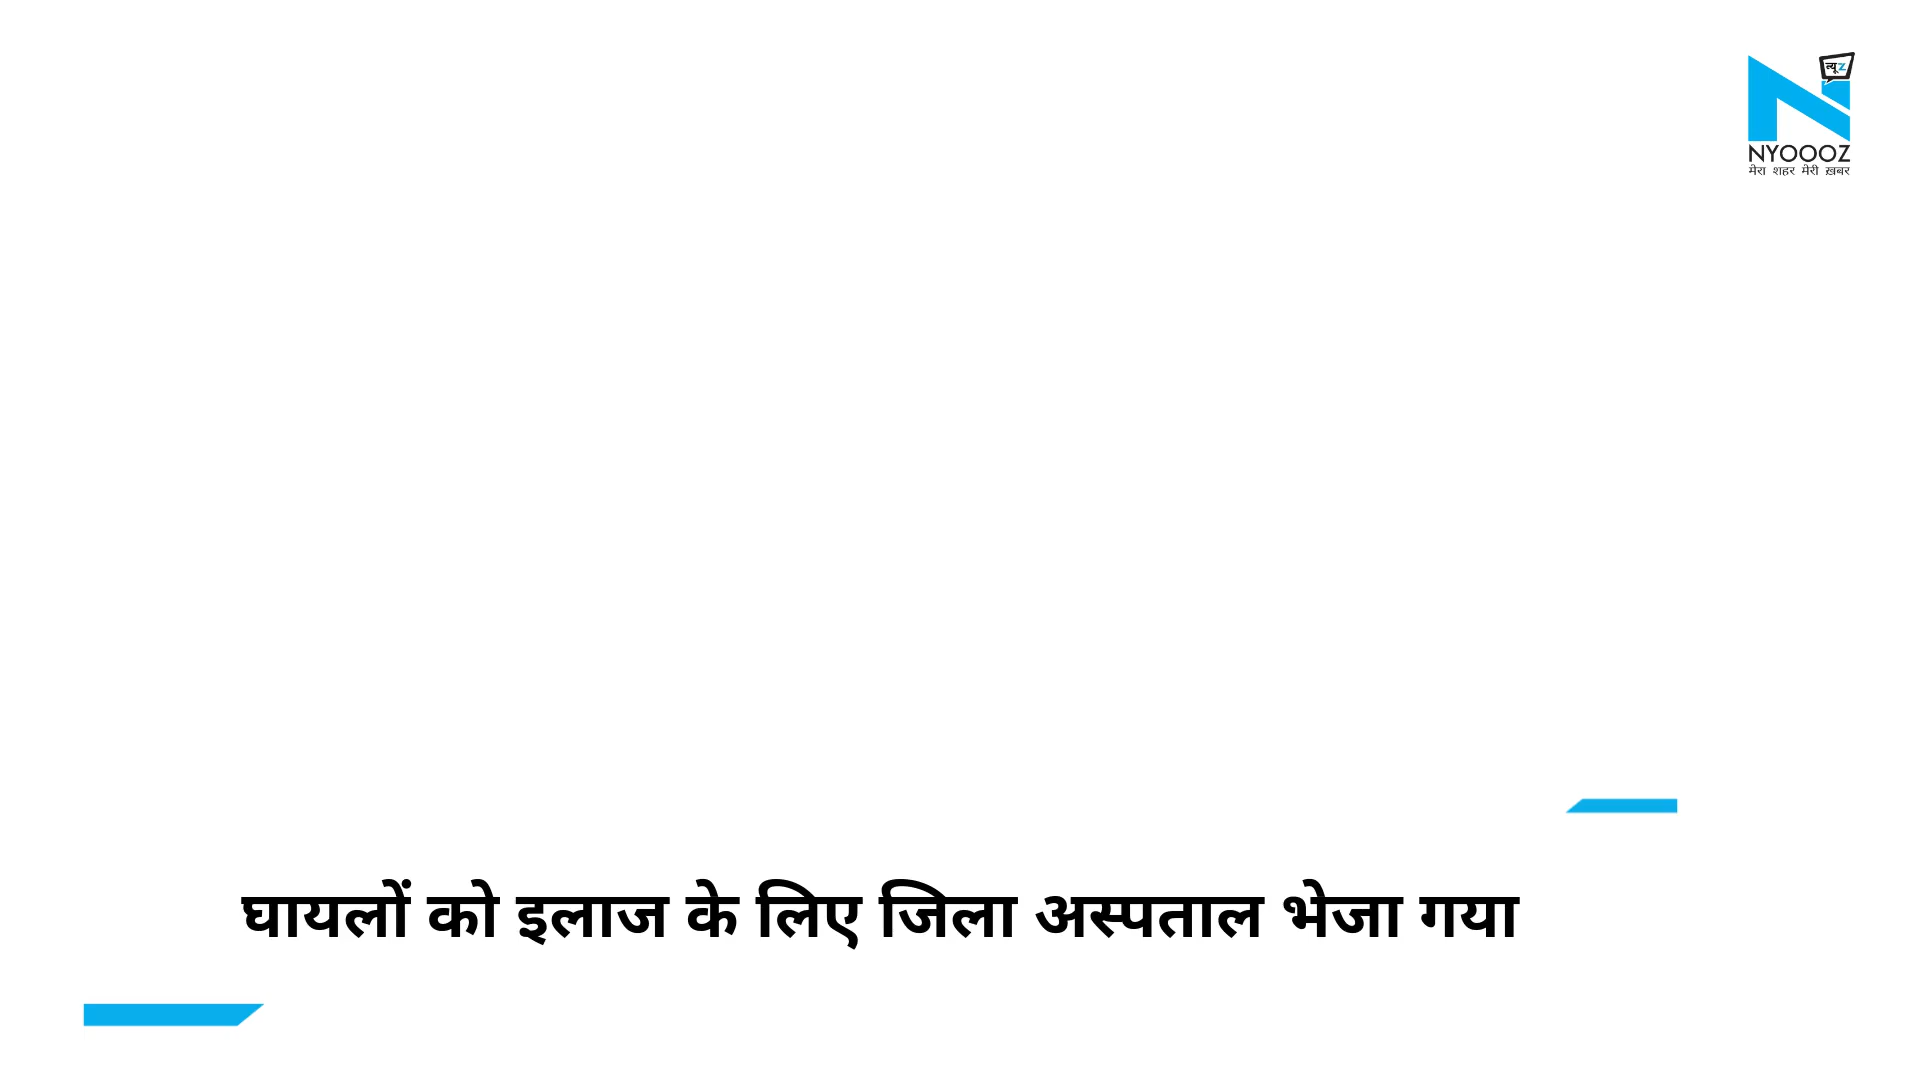 न्यूz
NYOOOZ
मेरा शहर मेरी ख़बर
घायलों को इलाज के लिए जिला अस्पताल भेजा गया